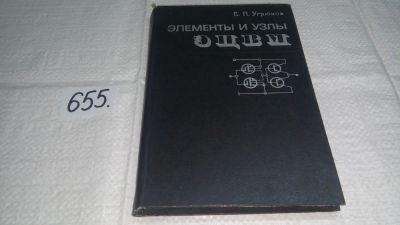 Е. П. Угрюмов
ЭЛЕМЕНТЫ И УЗЛЫ
ЭЦВМ
655.